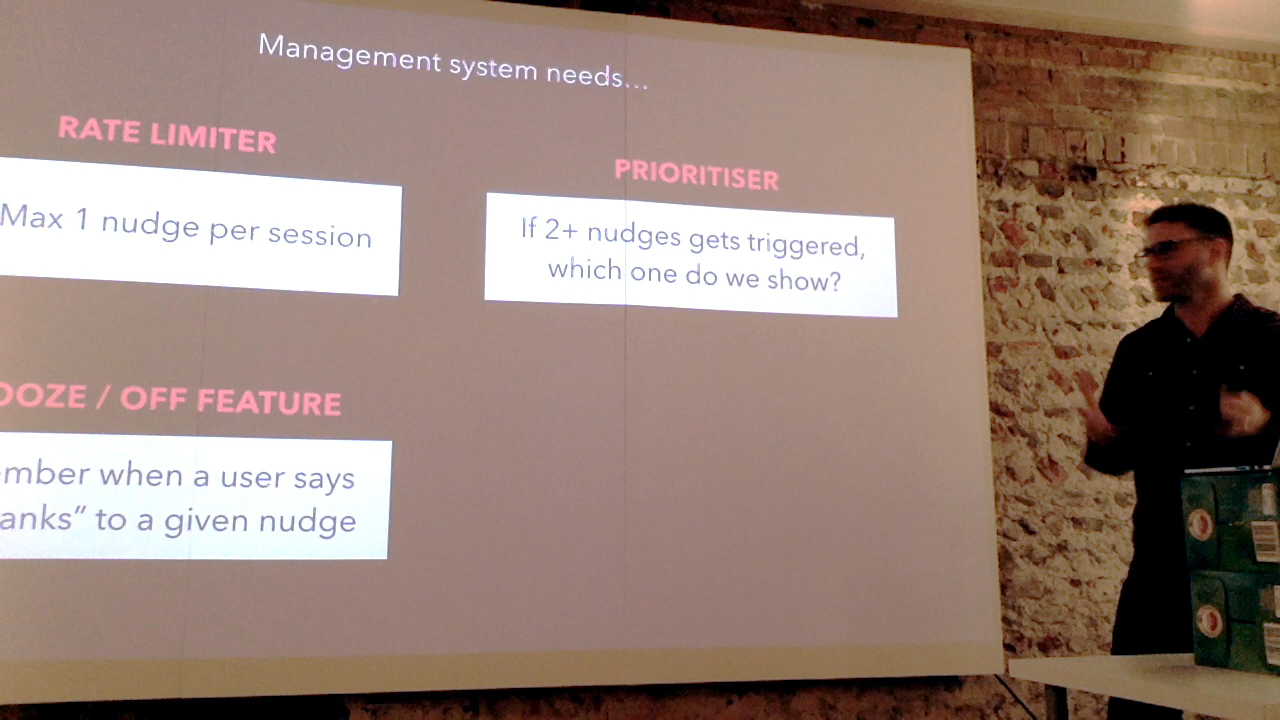 Management system needs...
RATE LIMITER
Max 1 nudge per session
PRIORITISER
If 2+ nudges gets triggered,
which one do we show?
OOZE / OFF FEATURE
mber when a user says
anks” to a given nudge